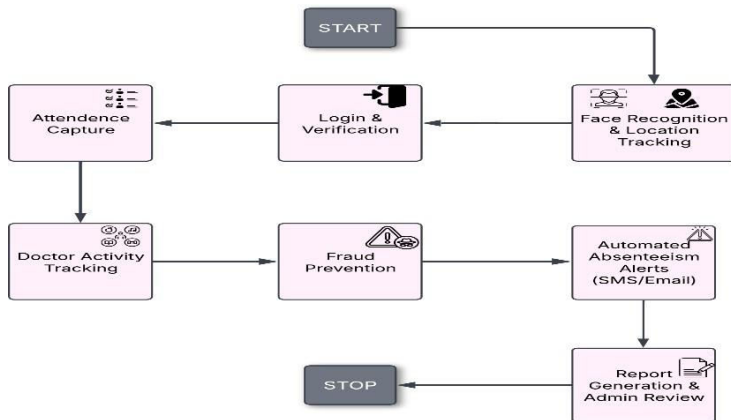 START
Face Recognition
& Location
Tracking
Login &
Verification
Attendence
Capture
Doctor Activity
Tracking
Fraud
Prevention
Automated
Absenteeism
Alerts
(SMS/Email)
Report
Generation &
Admin Review
STOP